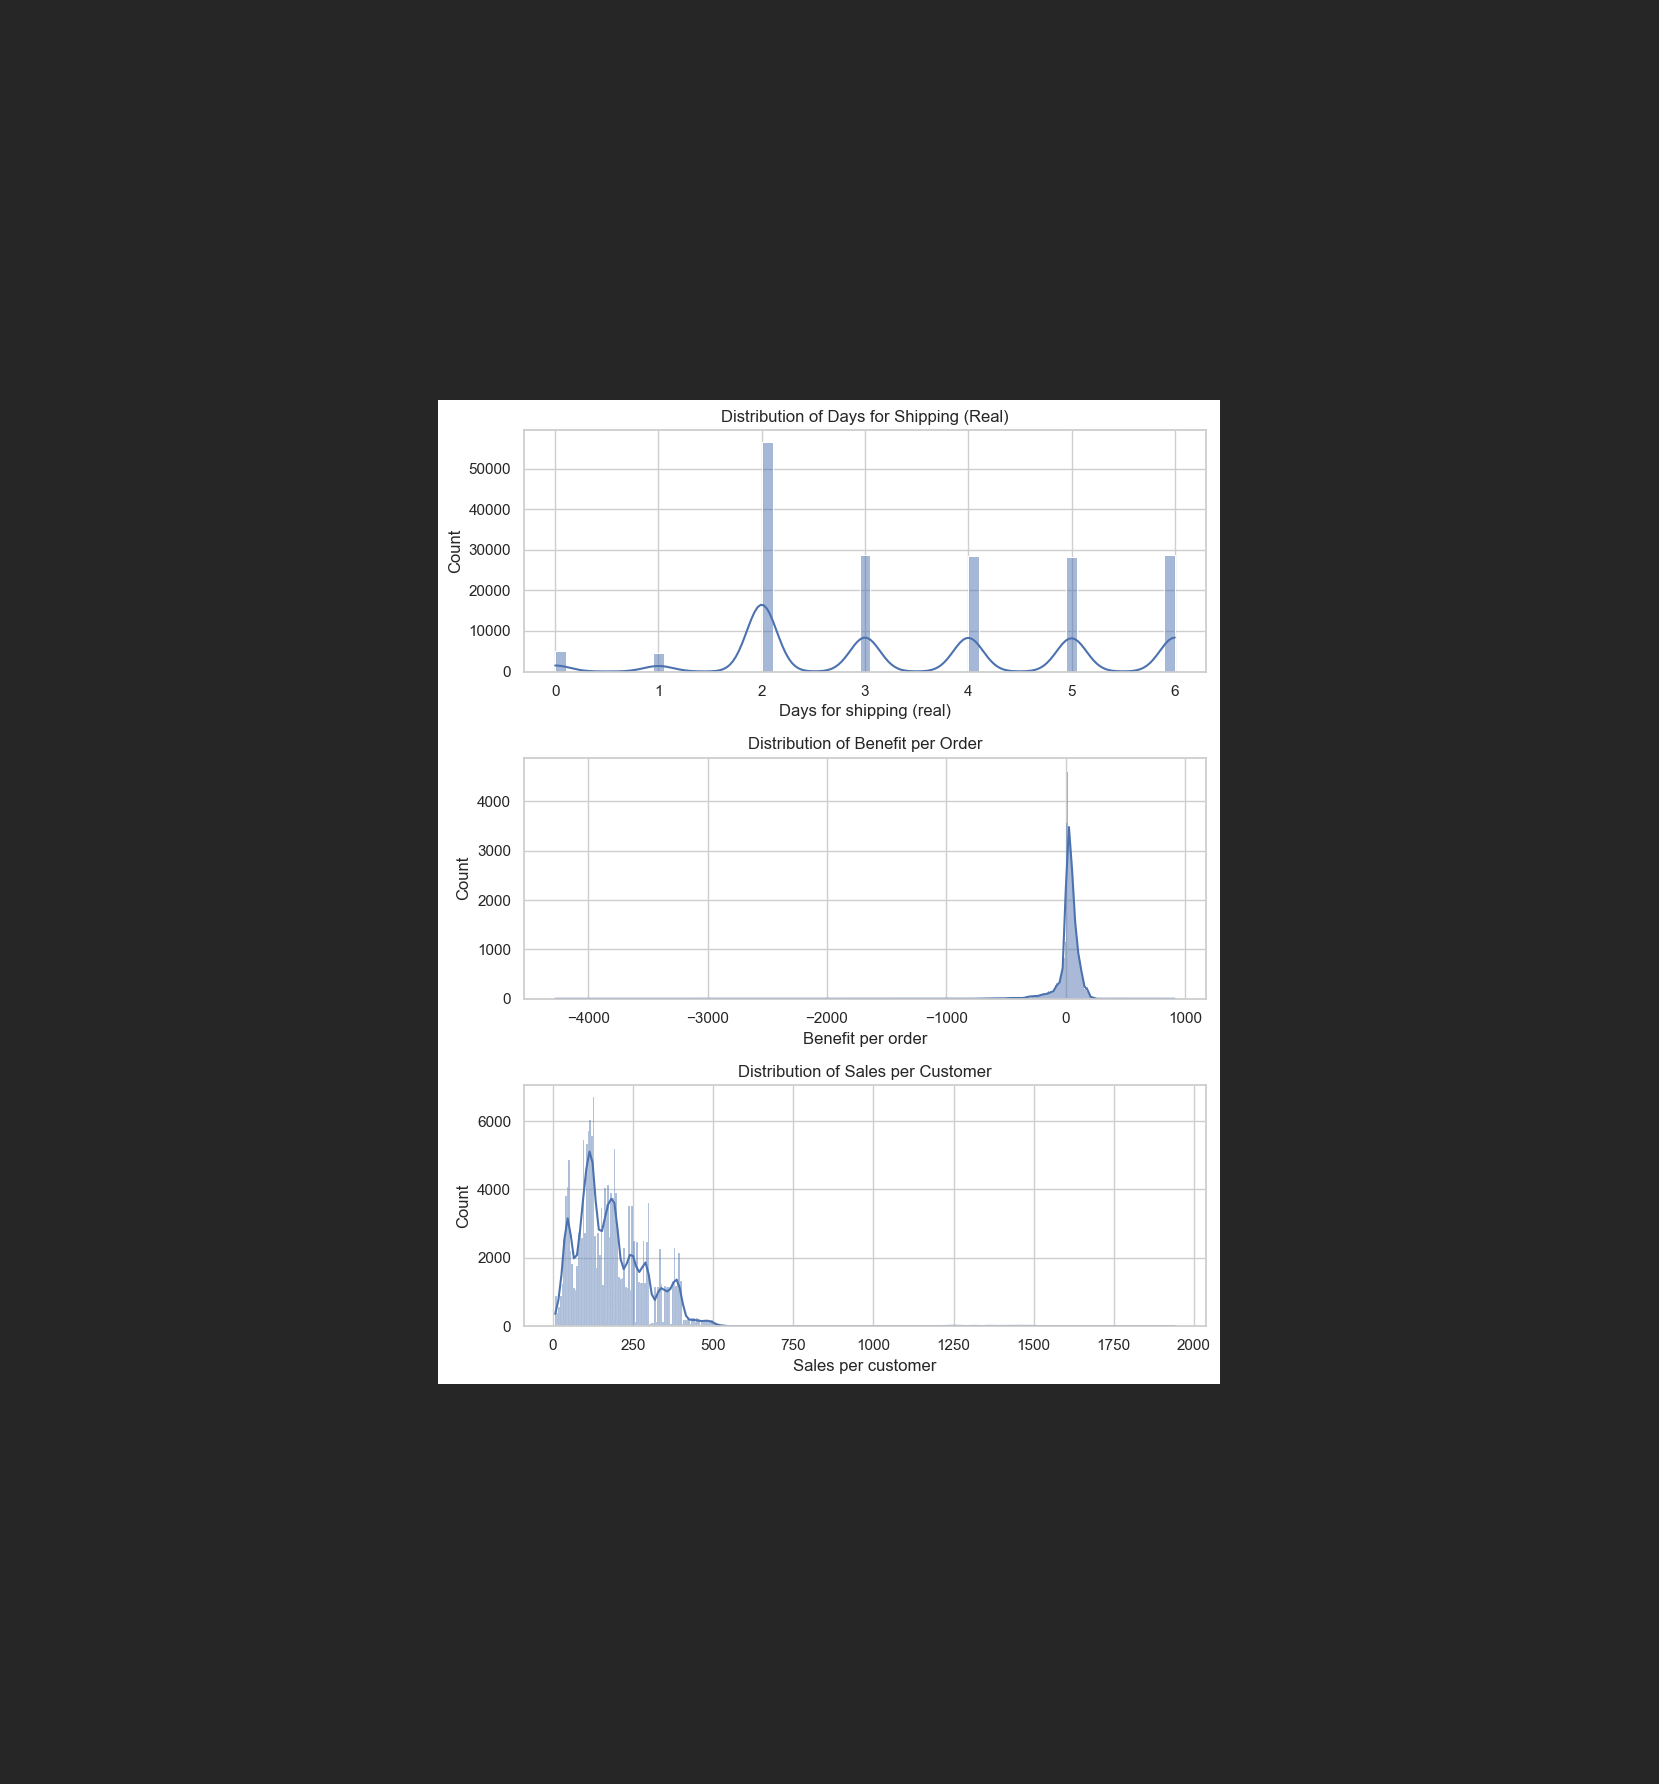 Distribution of Days for Shipping (Real)
50000
40000
30000
20000
10000
0
Count
0 1 2 3 4 5 6
Days for shipping (real)
Distribution of Benefit per Order
4000
3000
2000
1000
0
Count
−4000 −3000 −2000 −1000 0 1000
Benefit per order
Distribution of Sales per Customer
6000
4000
2000
0
Count
0 250 500 750 1000 1250 1500 1750 2000
Sales per customer